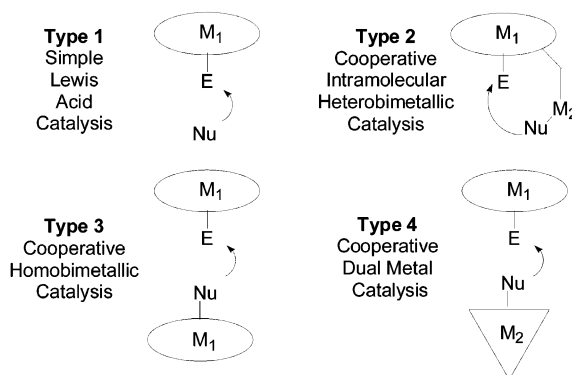 Type 1
Simple
Lewis
Acid
Catalysis
M1
E
Nu
Type 2
Cooperative
Intramolecular
Heterobimetallic
Catalysis
M1
E
M2
Nu
Type 3
Cooperative
Homobimetallic
Catalysis
M1
E
Nu
M1
Type 4
Cooperative
Dual Metal
Catalysis
M1
E
Nu
M2